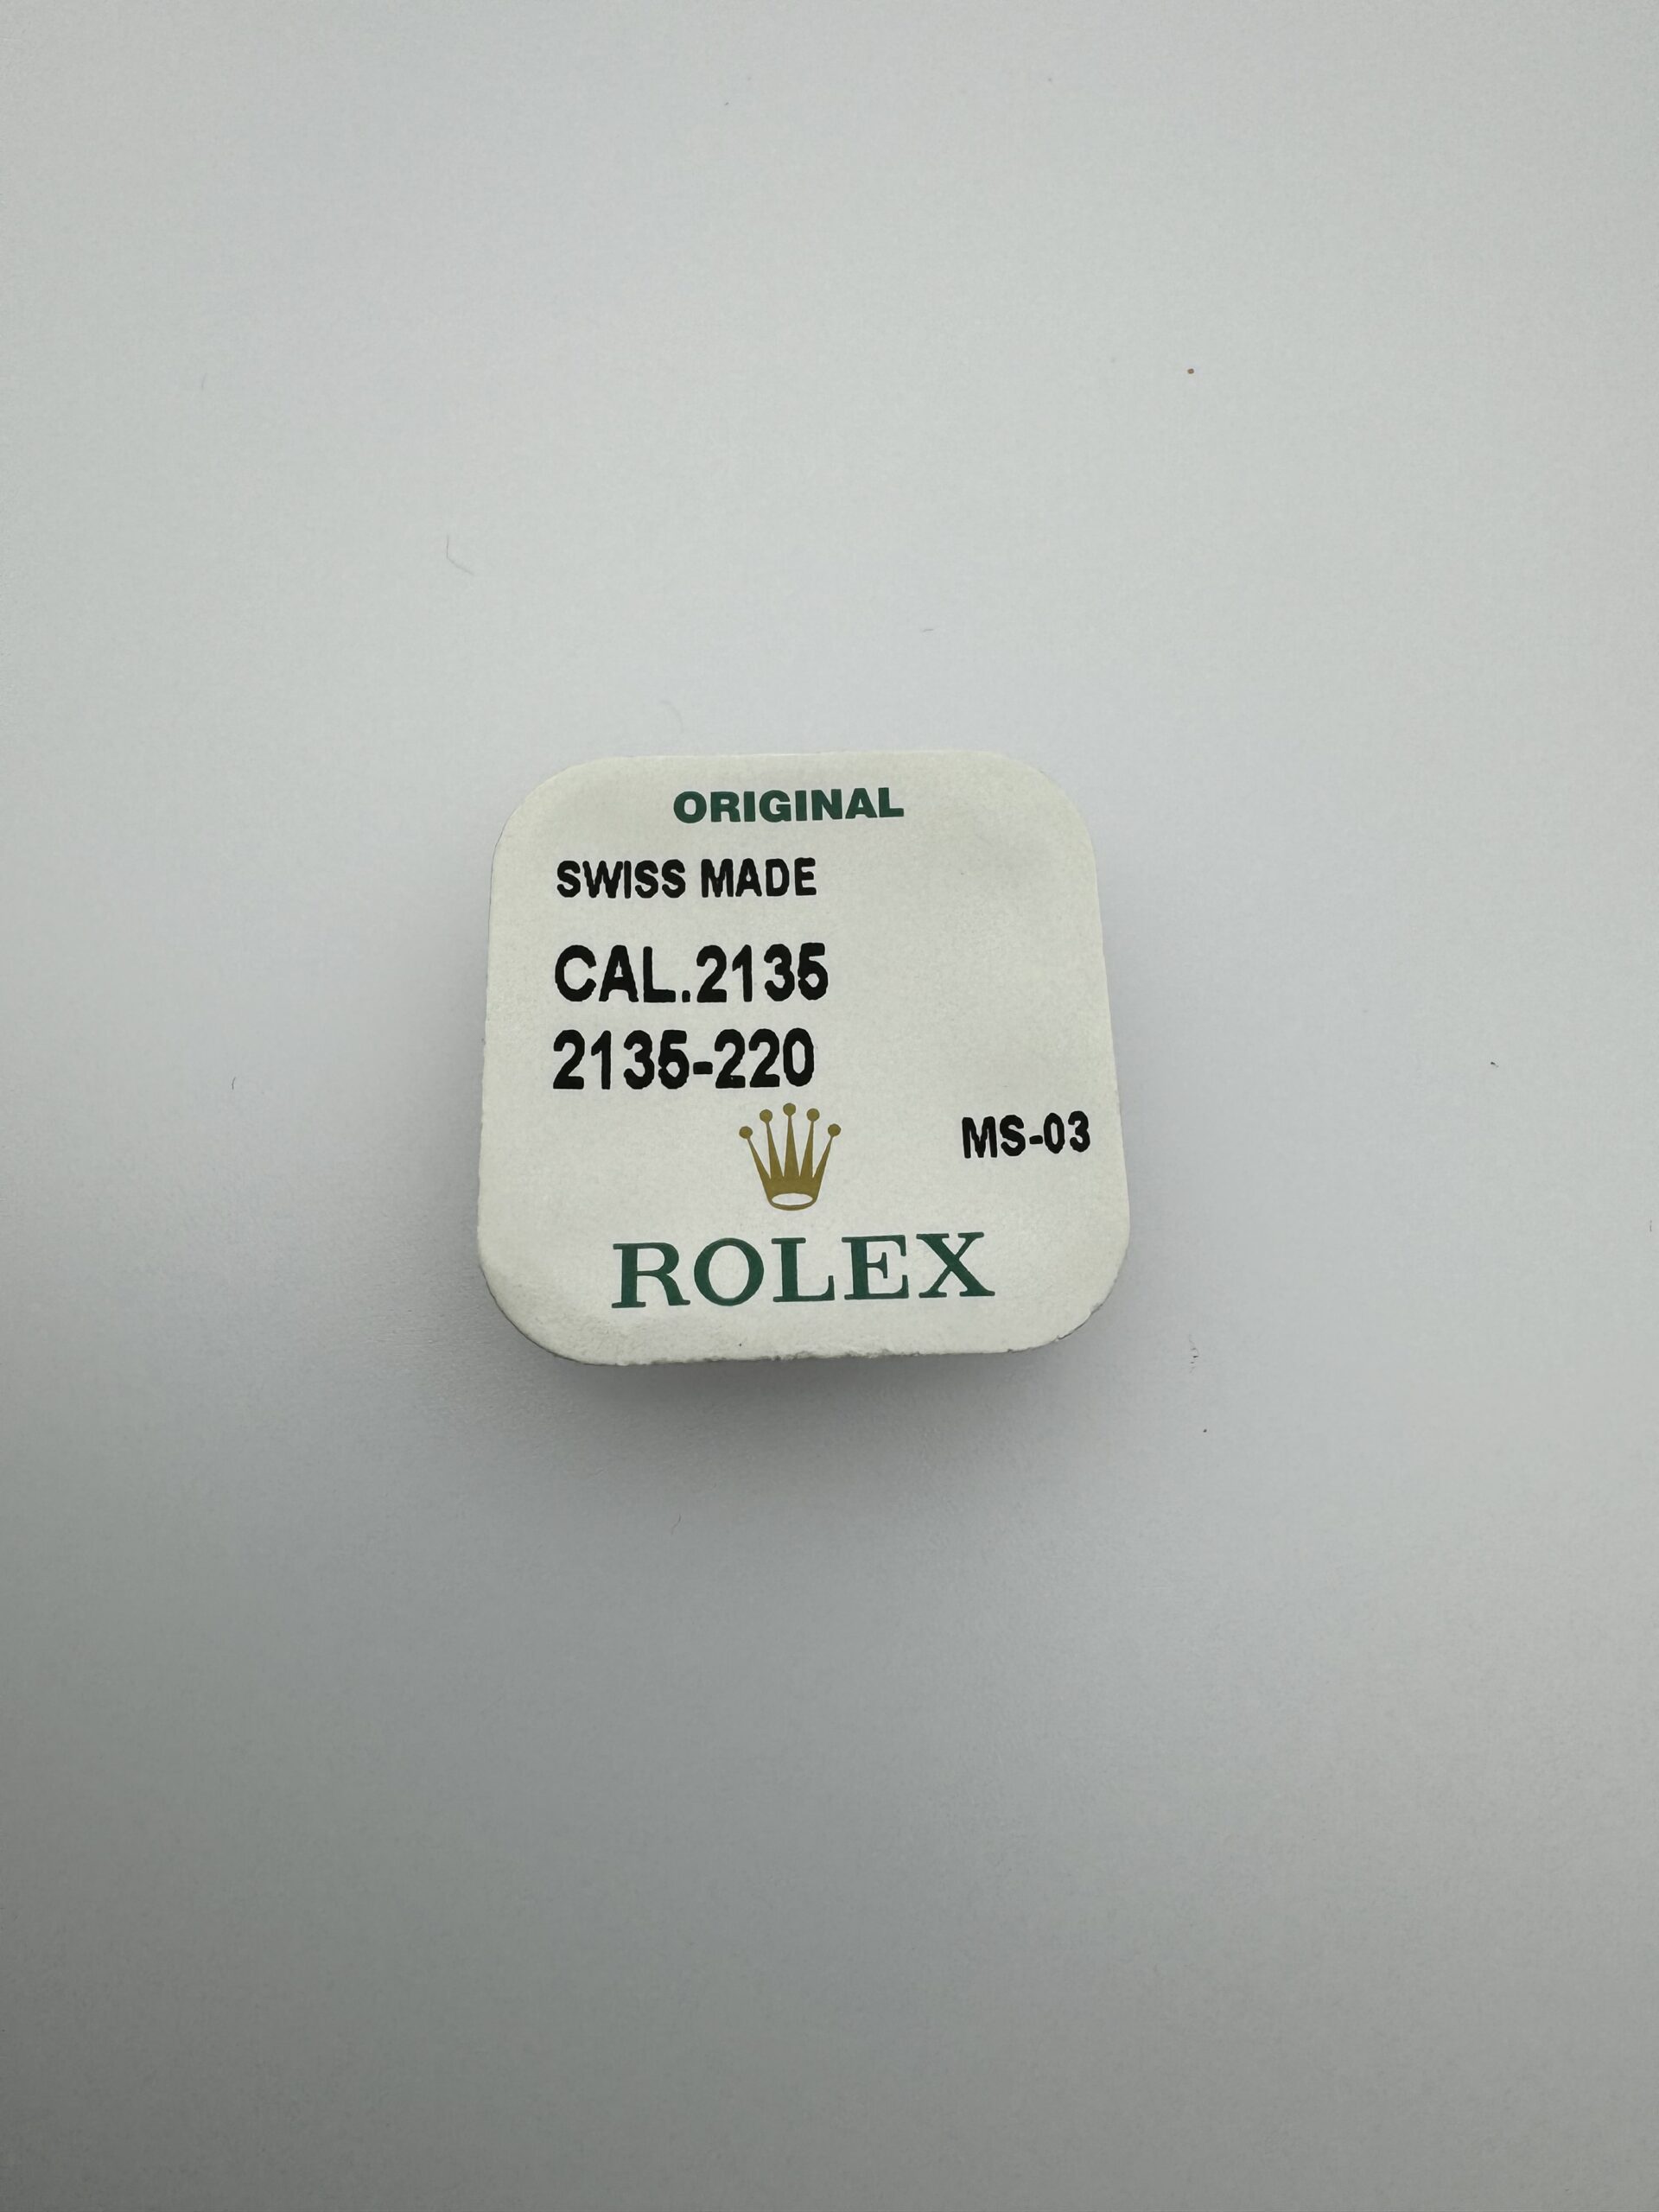 ORIGINAL
SWISS MADE
CAL.2135
2135-220
MS-03
ROLEX